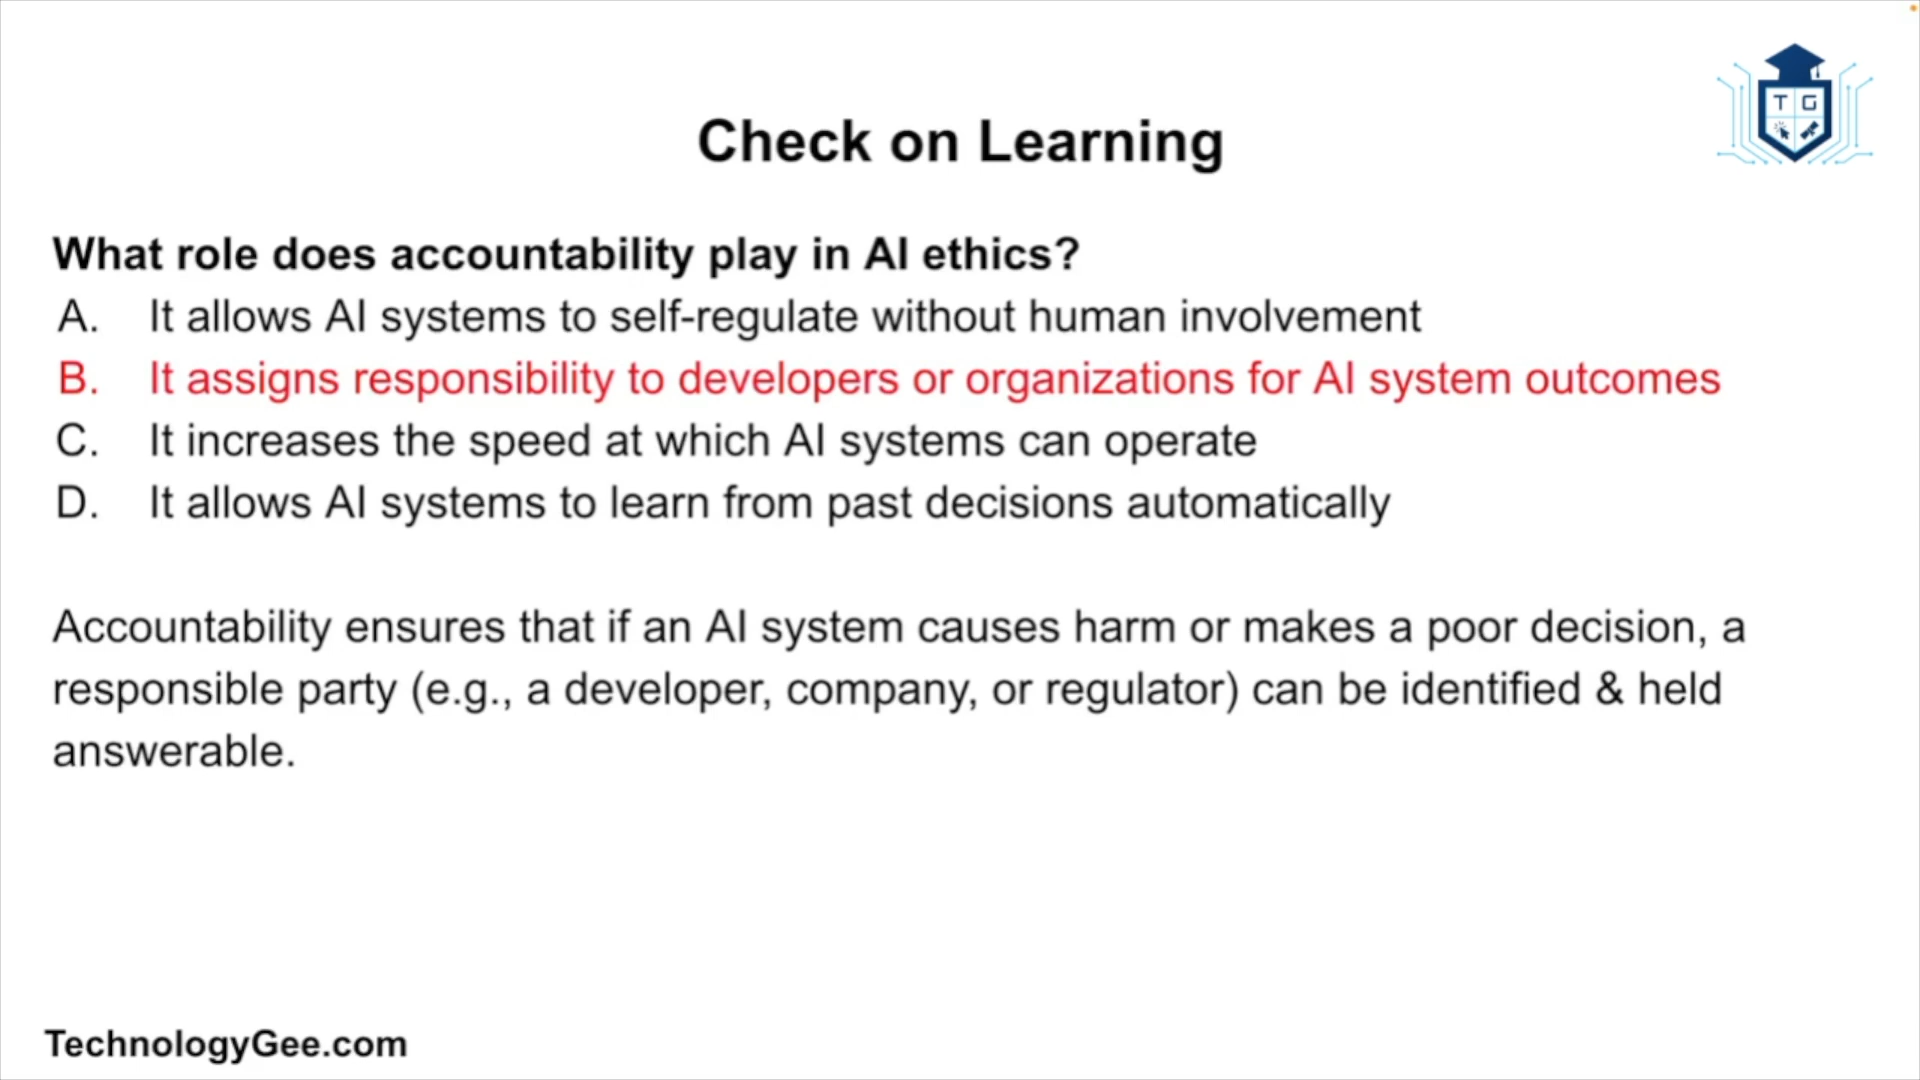 T G
Check on Learning
What role does accountability play in AI ethics?
A. It allows AI systems to self-regulate without human involvement
B. It assigns responsibility to developers or organizations for AI system outcomes
C. It increases the speed at which AI systems can operate
D. It allows AI systems to learn from past decisions automatically
Accountability ensures that if an AI system causes harm or makes a poor decision, a
responsible party (e.g., a developer, company, or regulator) can be identified & held
answerable.
TechnologyGee.com